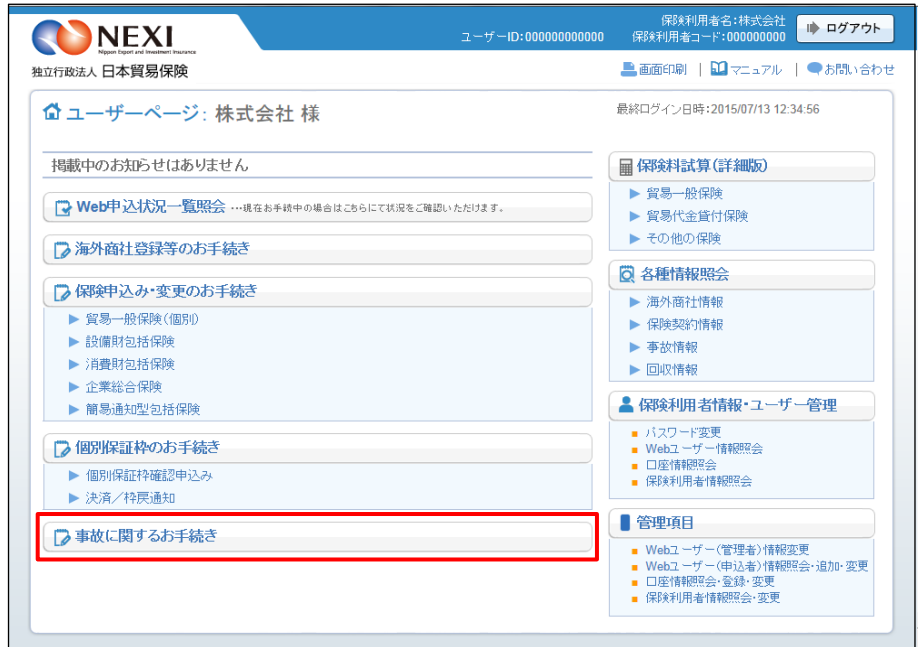 NEXI
Nippon Export and Investment Insurance
独立行政法人 日本貿易保険
ユーザーID:000000000000
保険利用者名:株式会社
保険利用者コード:000000000
ログアウト
画面印刷 | マニュアル | お問い合わせ
ユーザーページ: 株式会社 様
最終ログイン日時:2015/07/13 12:34:56
掲載中のお知らせはありません
Web申込状況一覧照会 …現在お手続中の場合はこちらにて状況をご確認いただけます。
海外商社登録等のお手続き
保険申込み・変更のお手続き
貿易一般保険(個別)
設備財包括保険
消費財包括保険
企業総合保険
簡易通知型包括保険
個別保証枠のお手続き
個別保証枠確認申込み
決済/枠戻通知
事故に関するお手続き
保険料試算(詳細版)
貿易一般保険
貿易代金貸付保険
その他の保険
各種情報照会
海外商社情報
保険契約情報
事故情報
回収情報
保険利用者情報・ユーザー管理
パスワード変更
Webユーザー情報照会
口座情報照会
保険利用者情報照会
管理項目
Webユーザー(管理者)情報変更
Webユーザー(申込者)情報照会・追加・変更
口座情報照会・登録・変更
保険利用者情報照会・変更